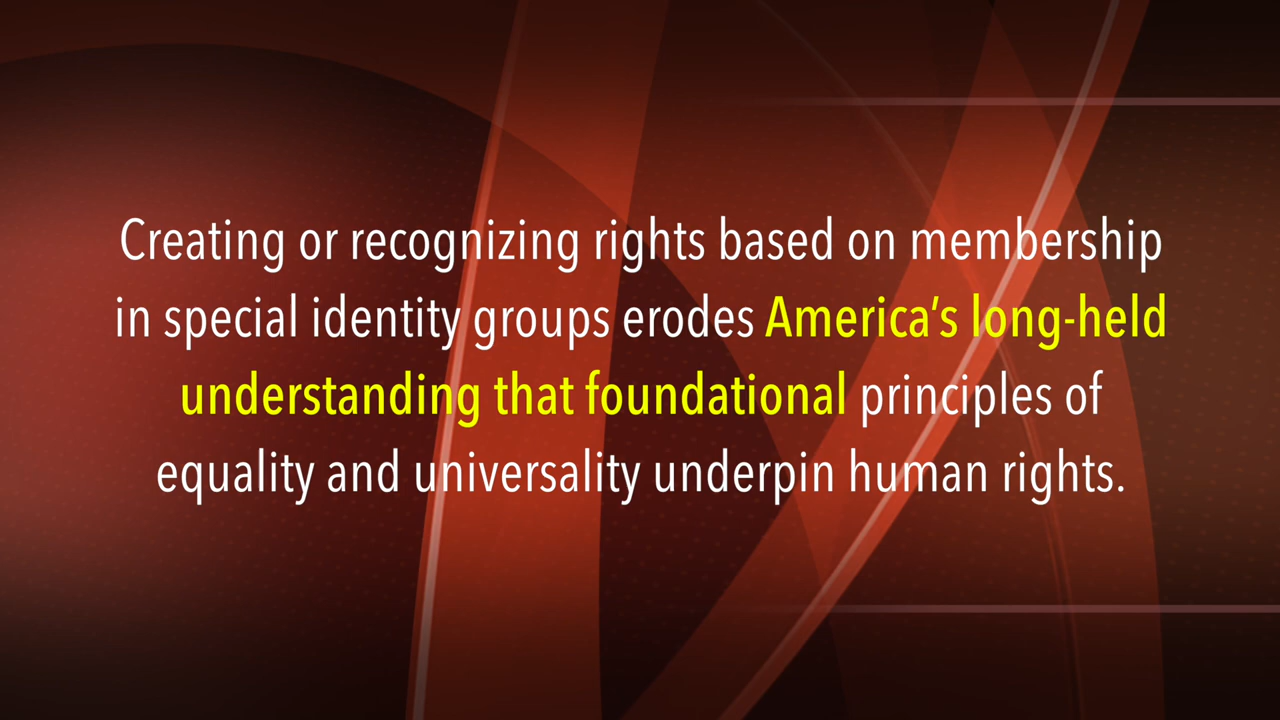 Creating or recognizing rights based on membership
in special identity groups erodes America’s long-held
understanding that foundational principles of
equality and universality underpin human rights.